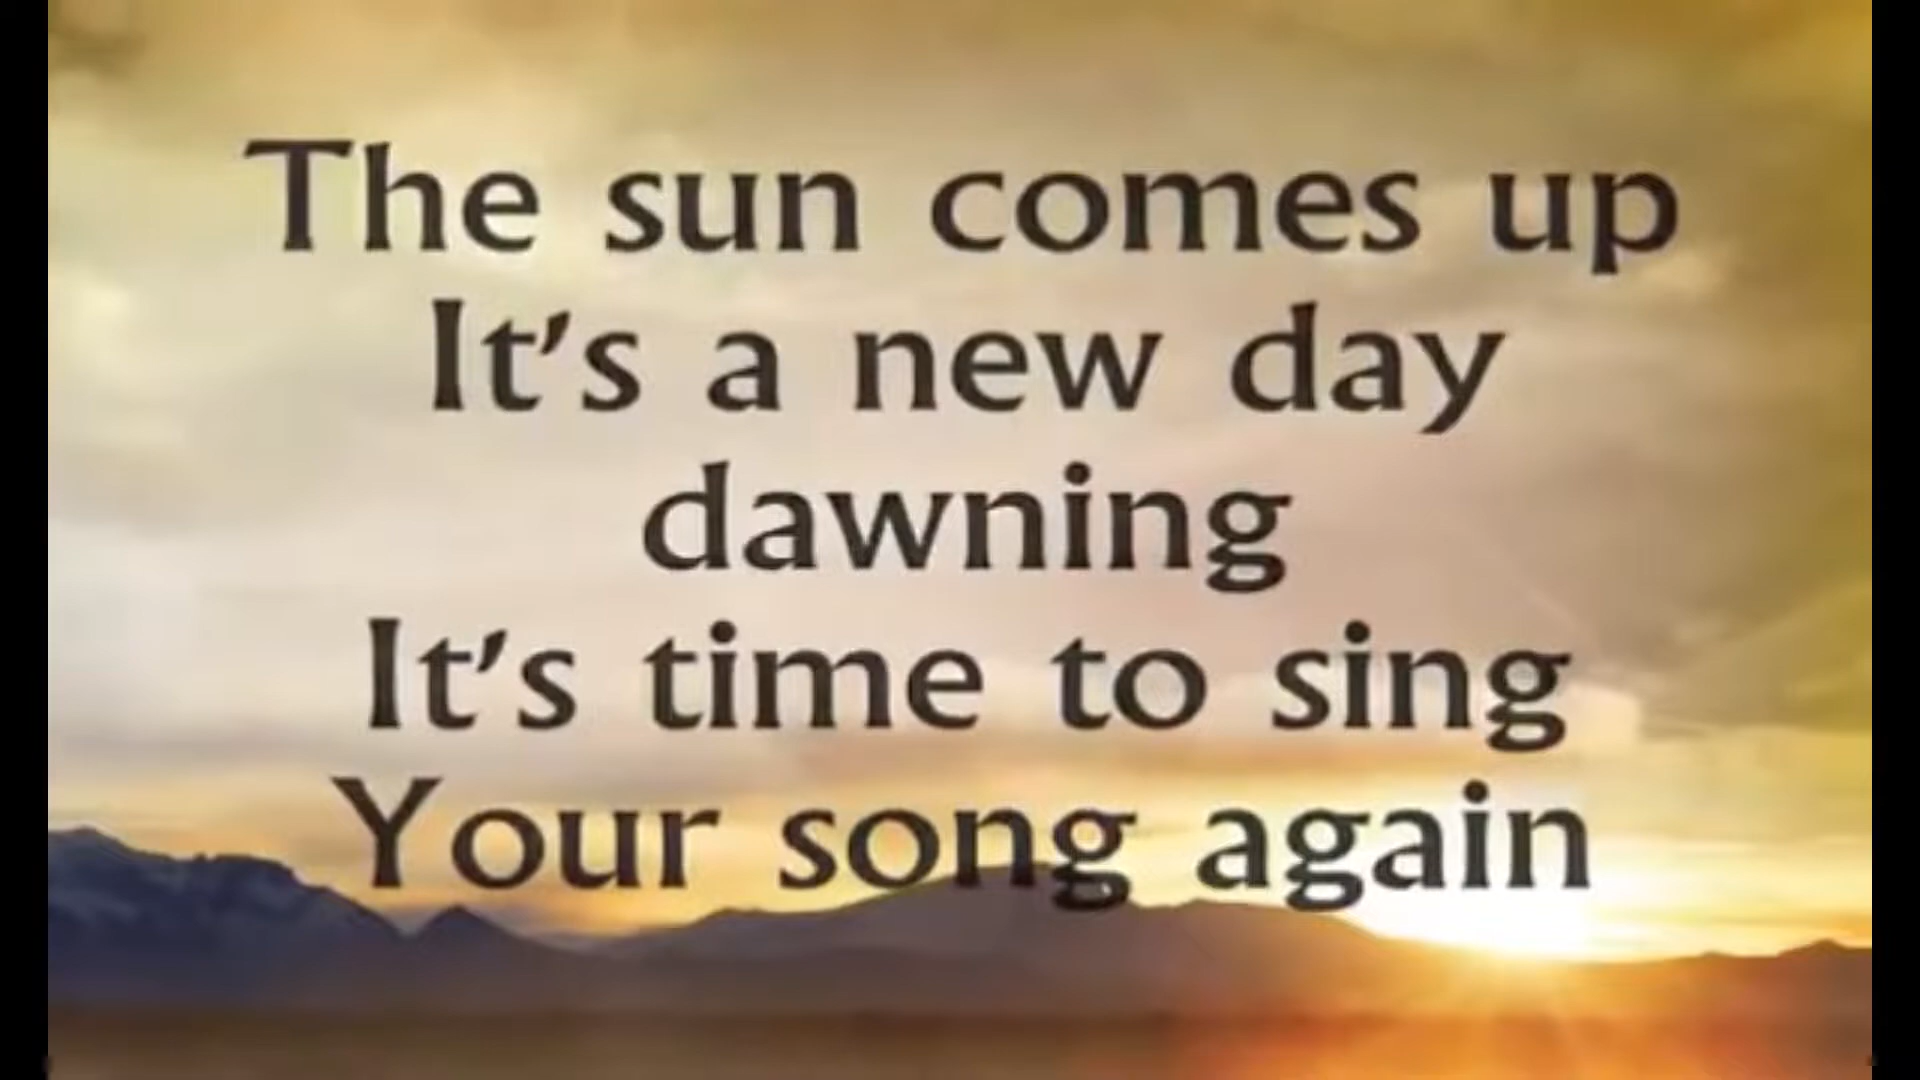 The sun comes up
It's a new day
dawning
It's time to sing
Your song again